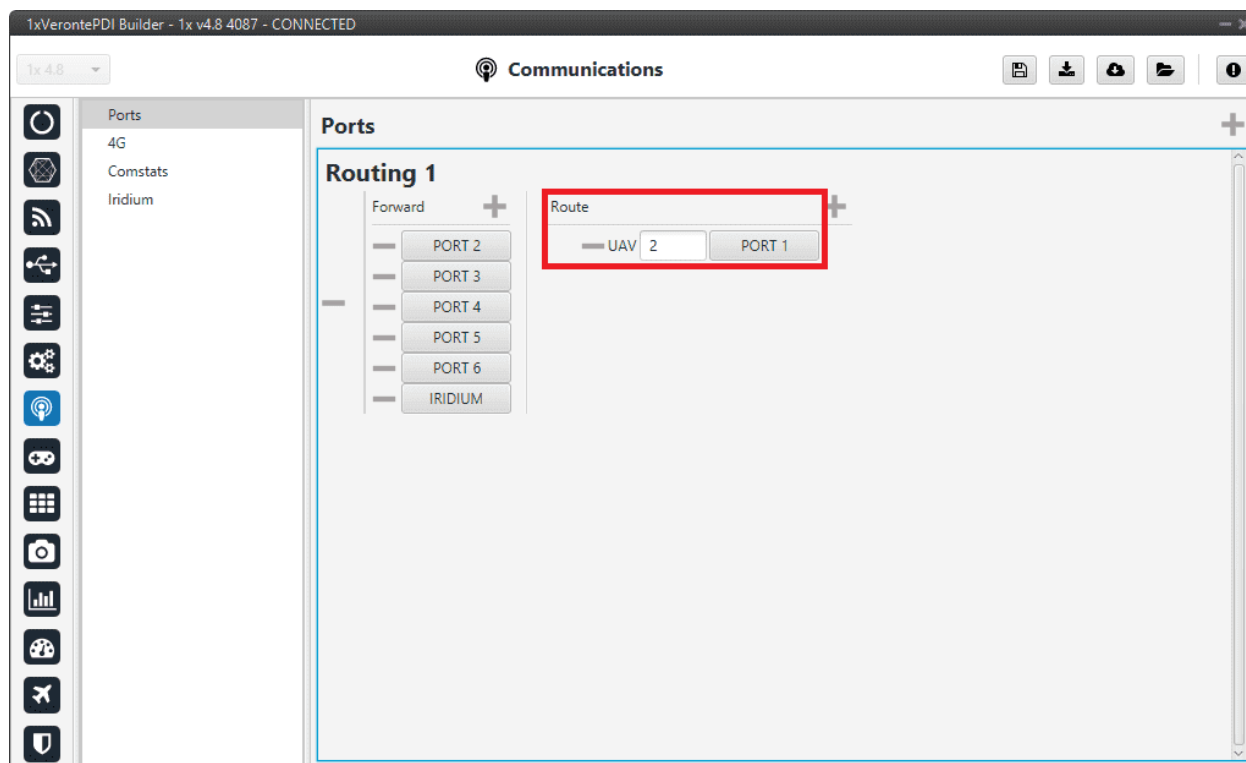 1xVerontePDI Builder - 1x v4.8 4087 - CONNECTED
1x 4.8
Communications
Ports
4G
Comstats
Iridium
Ports
Routing 1
Forward
Route
PORT 2
UAV 2 PORT 1
PORT 3
PORT 4
PORT 5
PORT 6
IRIDIUM